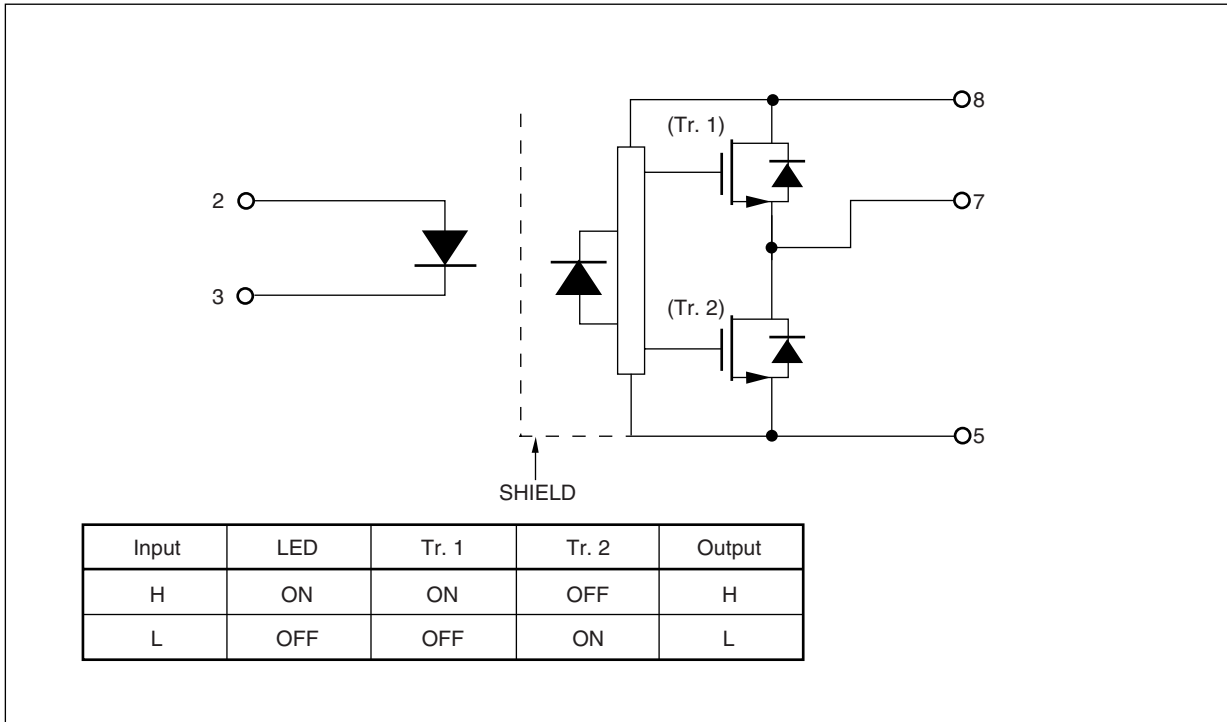 8
(Tr. 1)
2
7
3
(Tr. 2)
5
SHIELD
Input LED Tr. 1 Tr. 2 Output
H ON ON OFF H
L OFF OFF ON L